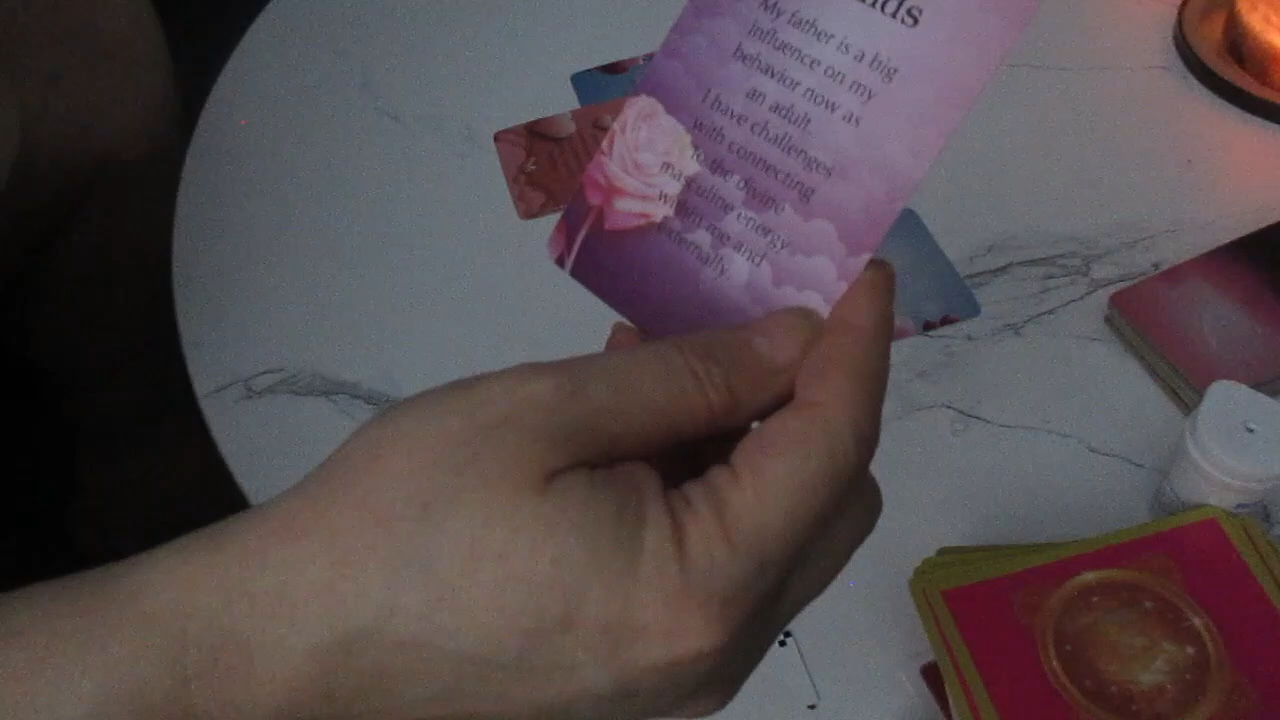 nds
My father is a big
influence on my
behavior now as
an adult.
I have challenges
with connecting
to the divine
masculine energy
within me and
externally.